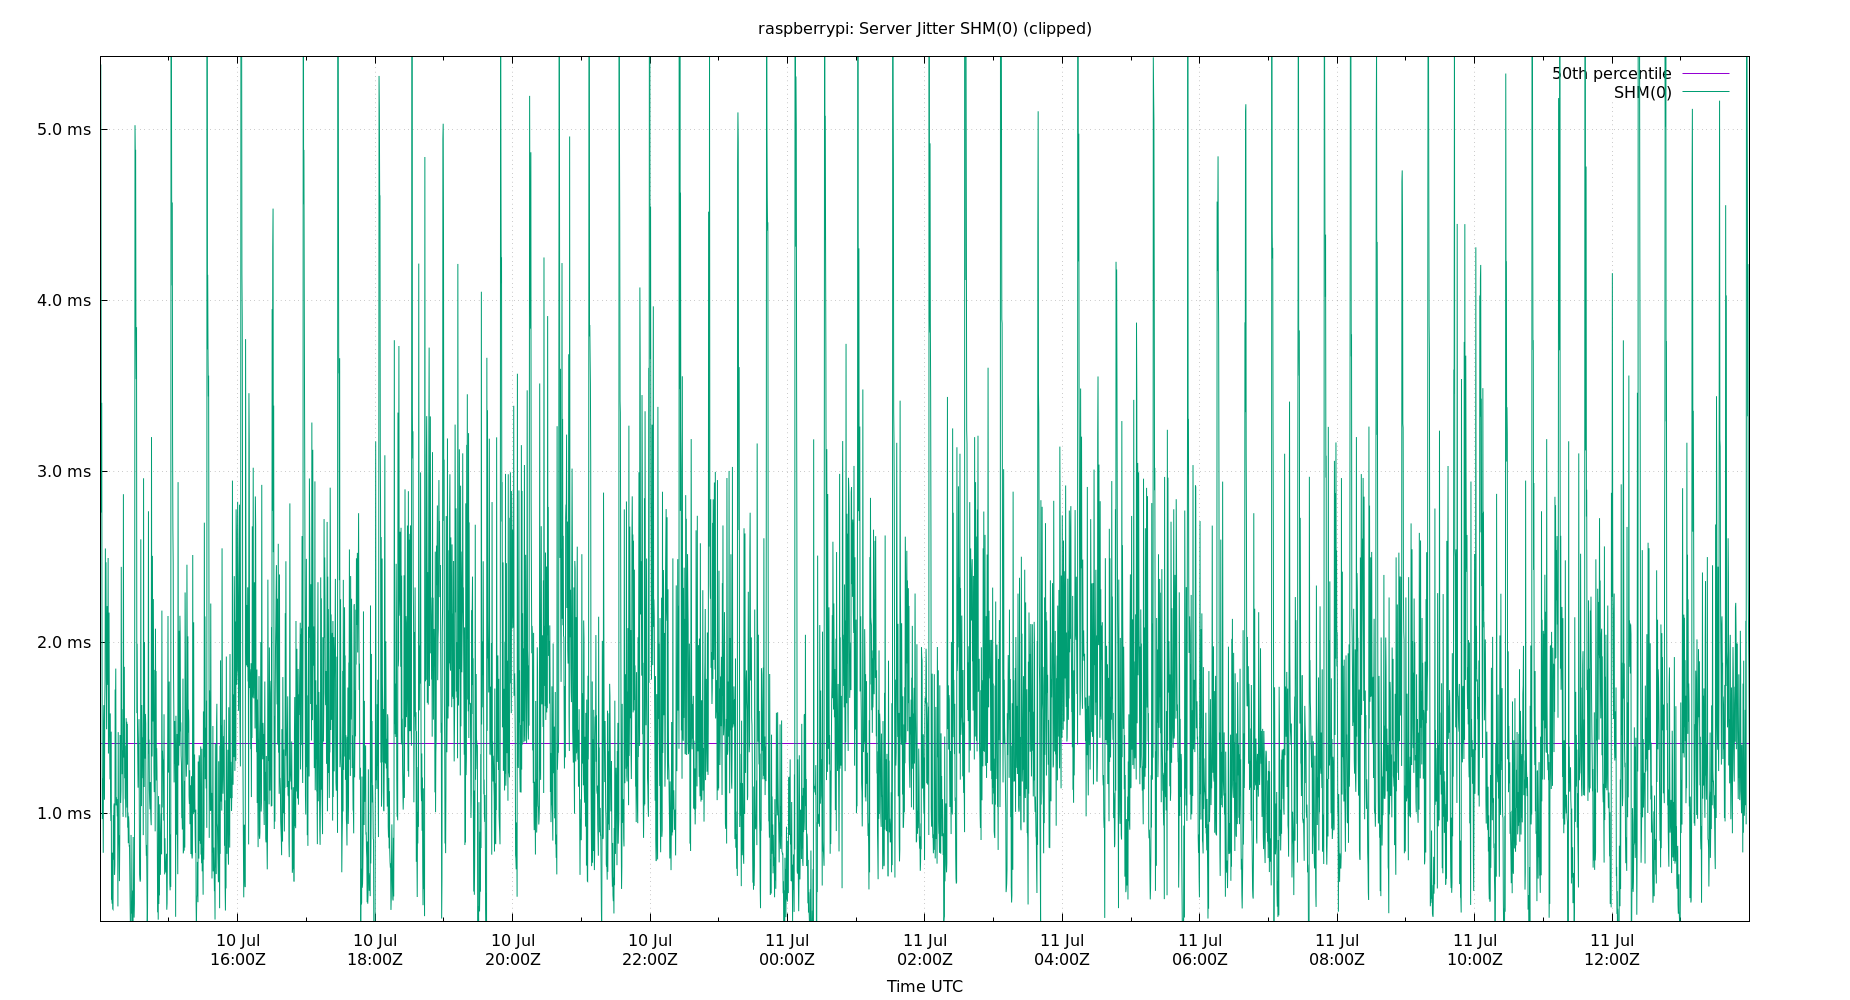 raspberrypi: Server Jitter SHM(0) (clipped)
50th percentile
SHM(0)
5.0 ms
4.0 ms
3.0 ms
2.0 ms
1.0 ms
10 Jul 10 Jul 10 Jul 10 Jul 11 Jul 11 Jul 11 Jul 11 Jul 11 Jul 11 Jul 11 Jul
16:00Z 18:00Z 20:00Z 22:00Z 00:00Z 02:00Z 04:00Z 06:00Z 08:00Z 10:00Z 12:00Z
Time UTC